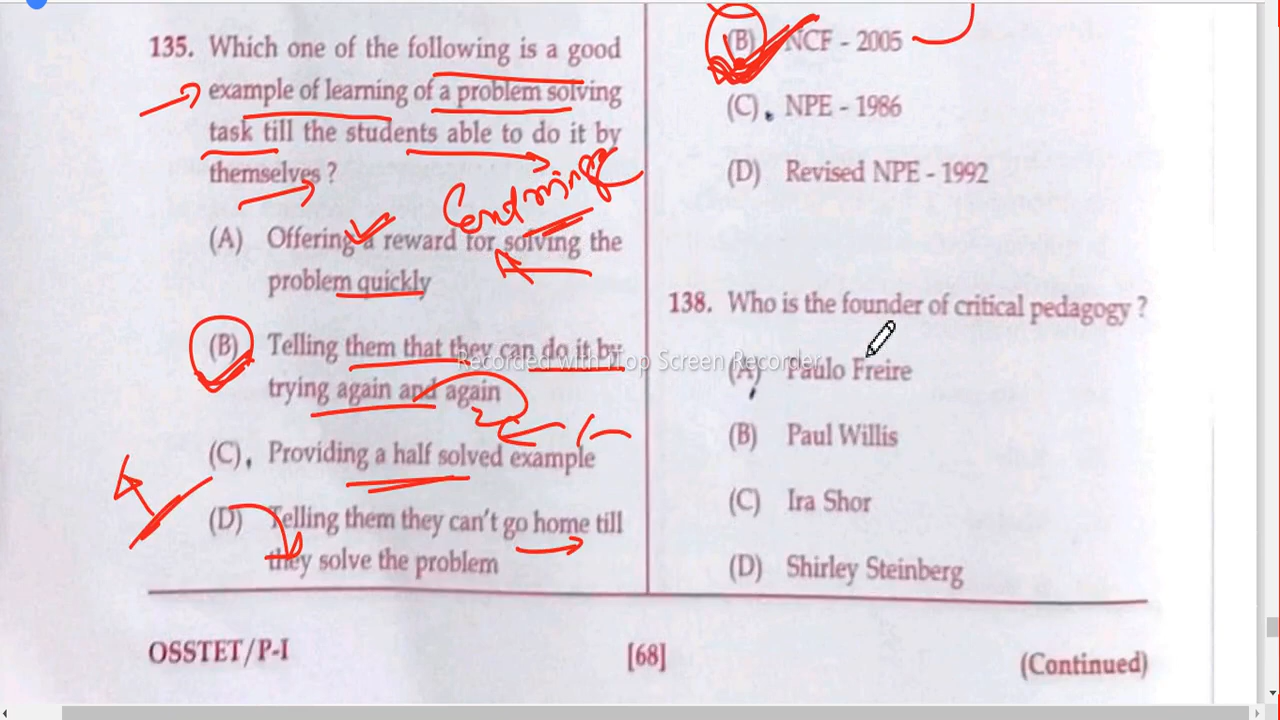 135. Which one of the following is a good
example of learning of a problem solving
task till the students able to do it by
themselves ?
(A) Offering a reward for solving the
problem quickly
(B) Telling them that they can do it by
trying again and again
(C) Providing a half solved example
(D) Telling them they can't go home till
they solve the problem
(B) NCF - 2005
(C) NPE - 1986
(D) Revised NPE - 1992
138. Who is the founder of critical pedagogy ?
(A) Paulo Freire
(B) Paul Willis
(C) Ira Shor
(D) Shirley Steinberg
Recorded with iTop Screen Recorder
OSSTET/P-I
[68]
(Continued)